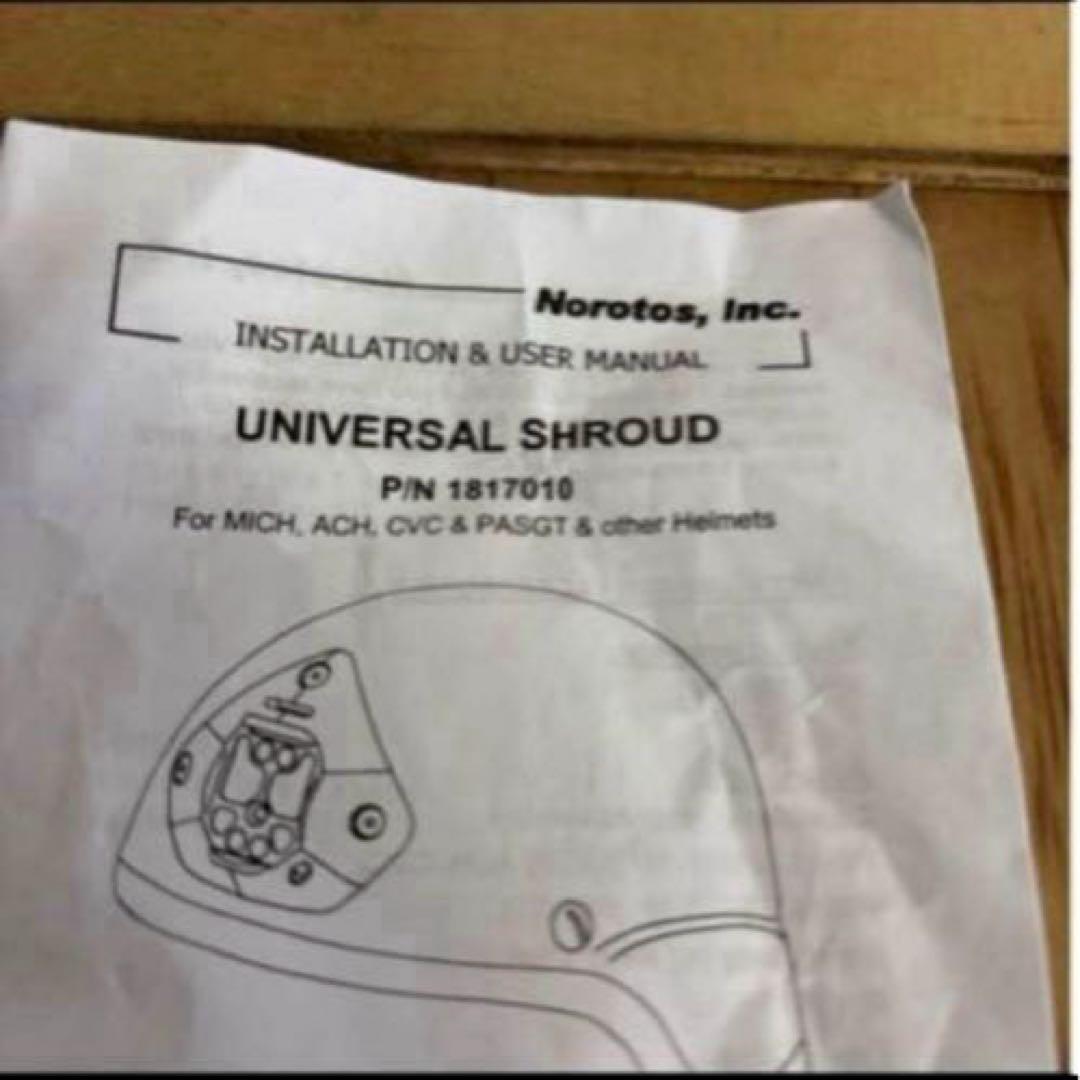 Norotos, Inc.
INSTALLATION & USER MANUAL
UNIVERSAL SHROUD
P/N 1817010
For MICH, ACH, CVC & PASGT & other Helmets